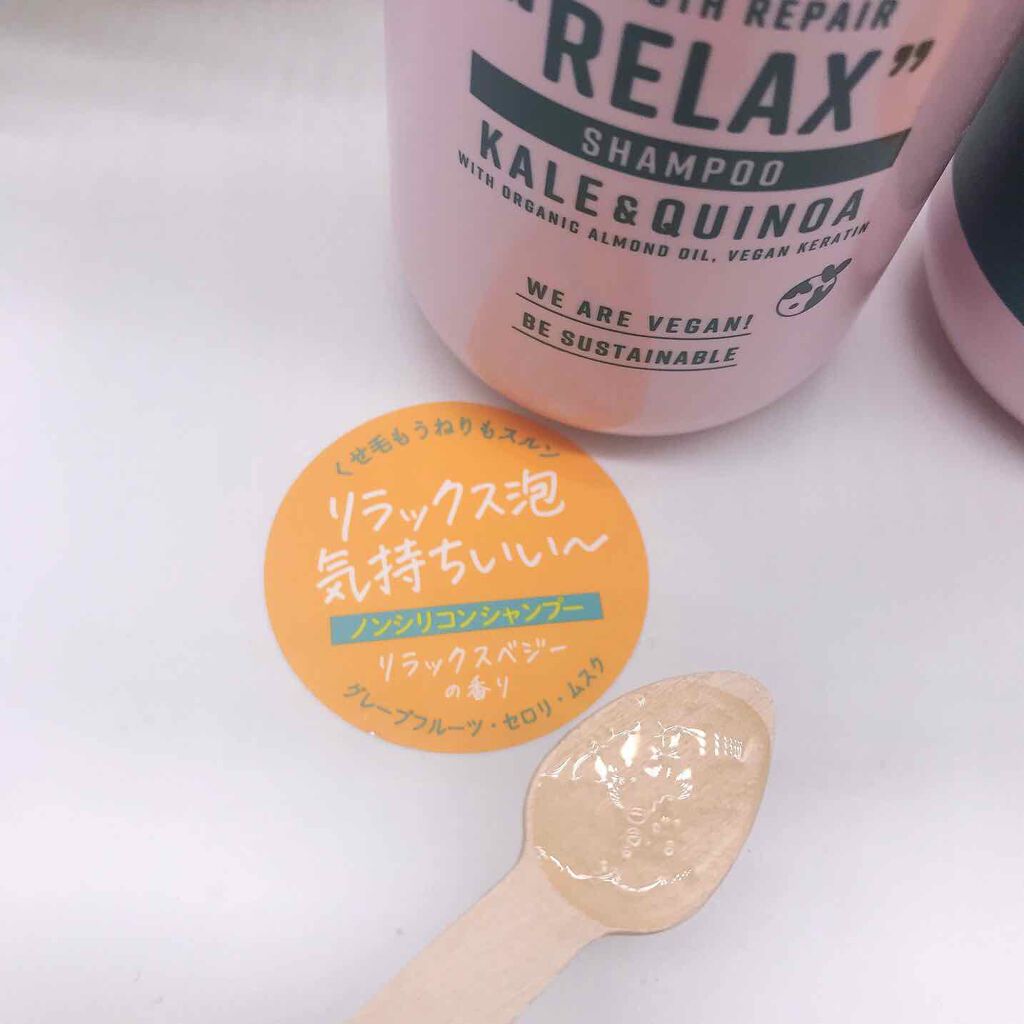 REPAIR
"RELAX"
SHAMPOO
KALE & QUINOA
WITH ORGANIC ALMOND OIL, VEGAN KERATIN
WE ARE VEGAN!
BE SUSTAINABLE
くせ毛もうねりもスルン
リラックス泡
気持ちいい〜
ノンシリコンシャンプー
リラックスベジー
の香り
グレープフルーツ・セロリ・ムスク